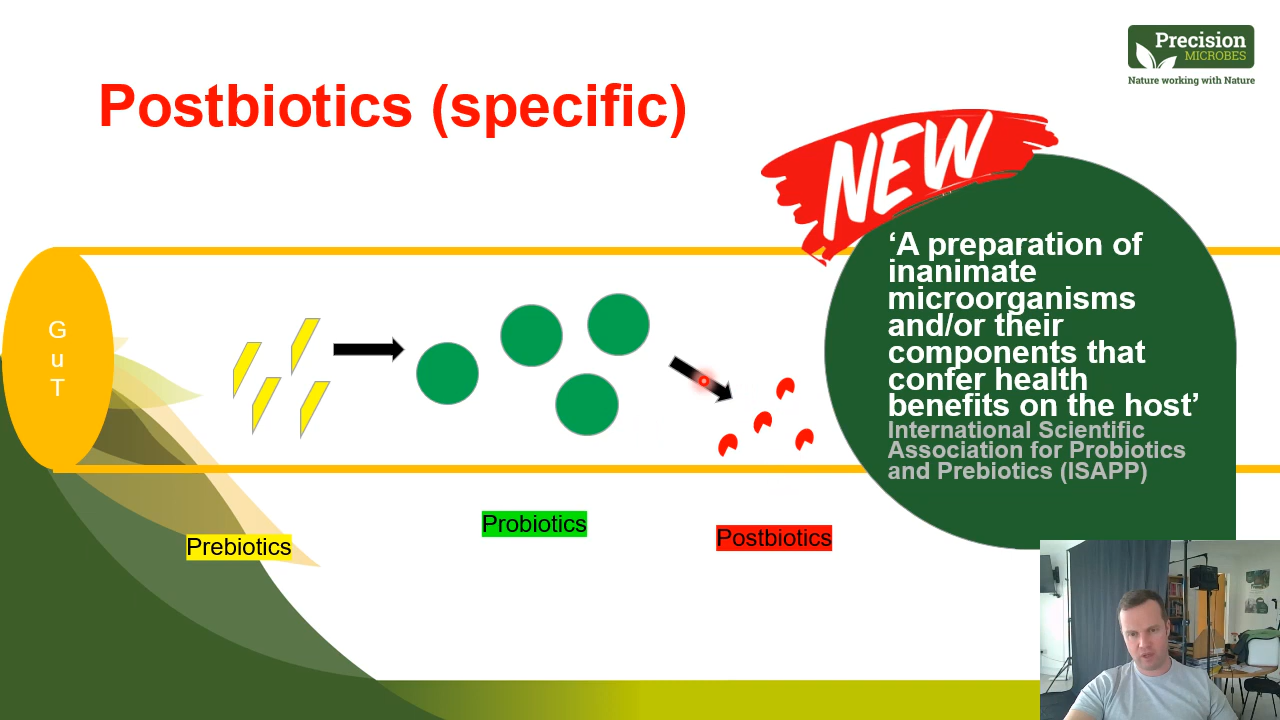 Precision
MICROBES
Nature working with Nature
Postbiotics (specific)
NEW
‘A preparation of
inanimate
microorganisms
and/or their
components that
confer health
benefits on the host’
International Scientific
Association for Probiotics
and Prebiotics (ISAPP)
G
u
T
Probiotics
Postbiotics
Prebiotics